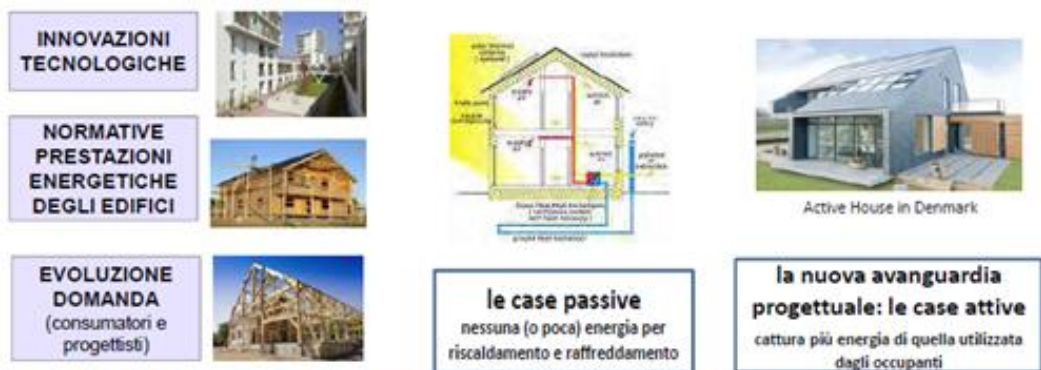 INNOVAZIONI
TECNOLOGICHE
NORMATIVE
PRESTAZIONI
ENERGETICHE
DEGLI EDIFICI
EVOLUZIONE
DOMANDA
(consumatori e
progettisti)
le case passive
nessuna (o poca) energia per
riscaldamento e raffreddamento
Active House in Denmark
la nuova avanguardia
progettuale: le case attive
cattura più energia di quella utilizzata
dagli occupanti